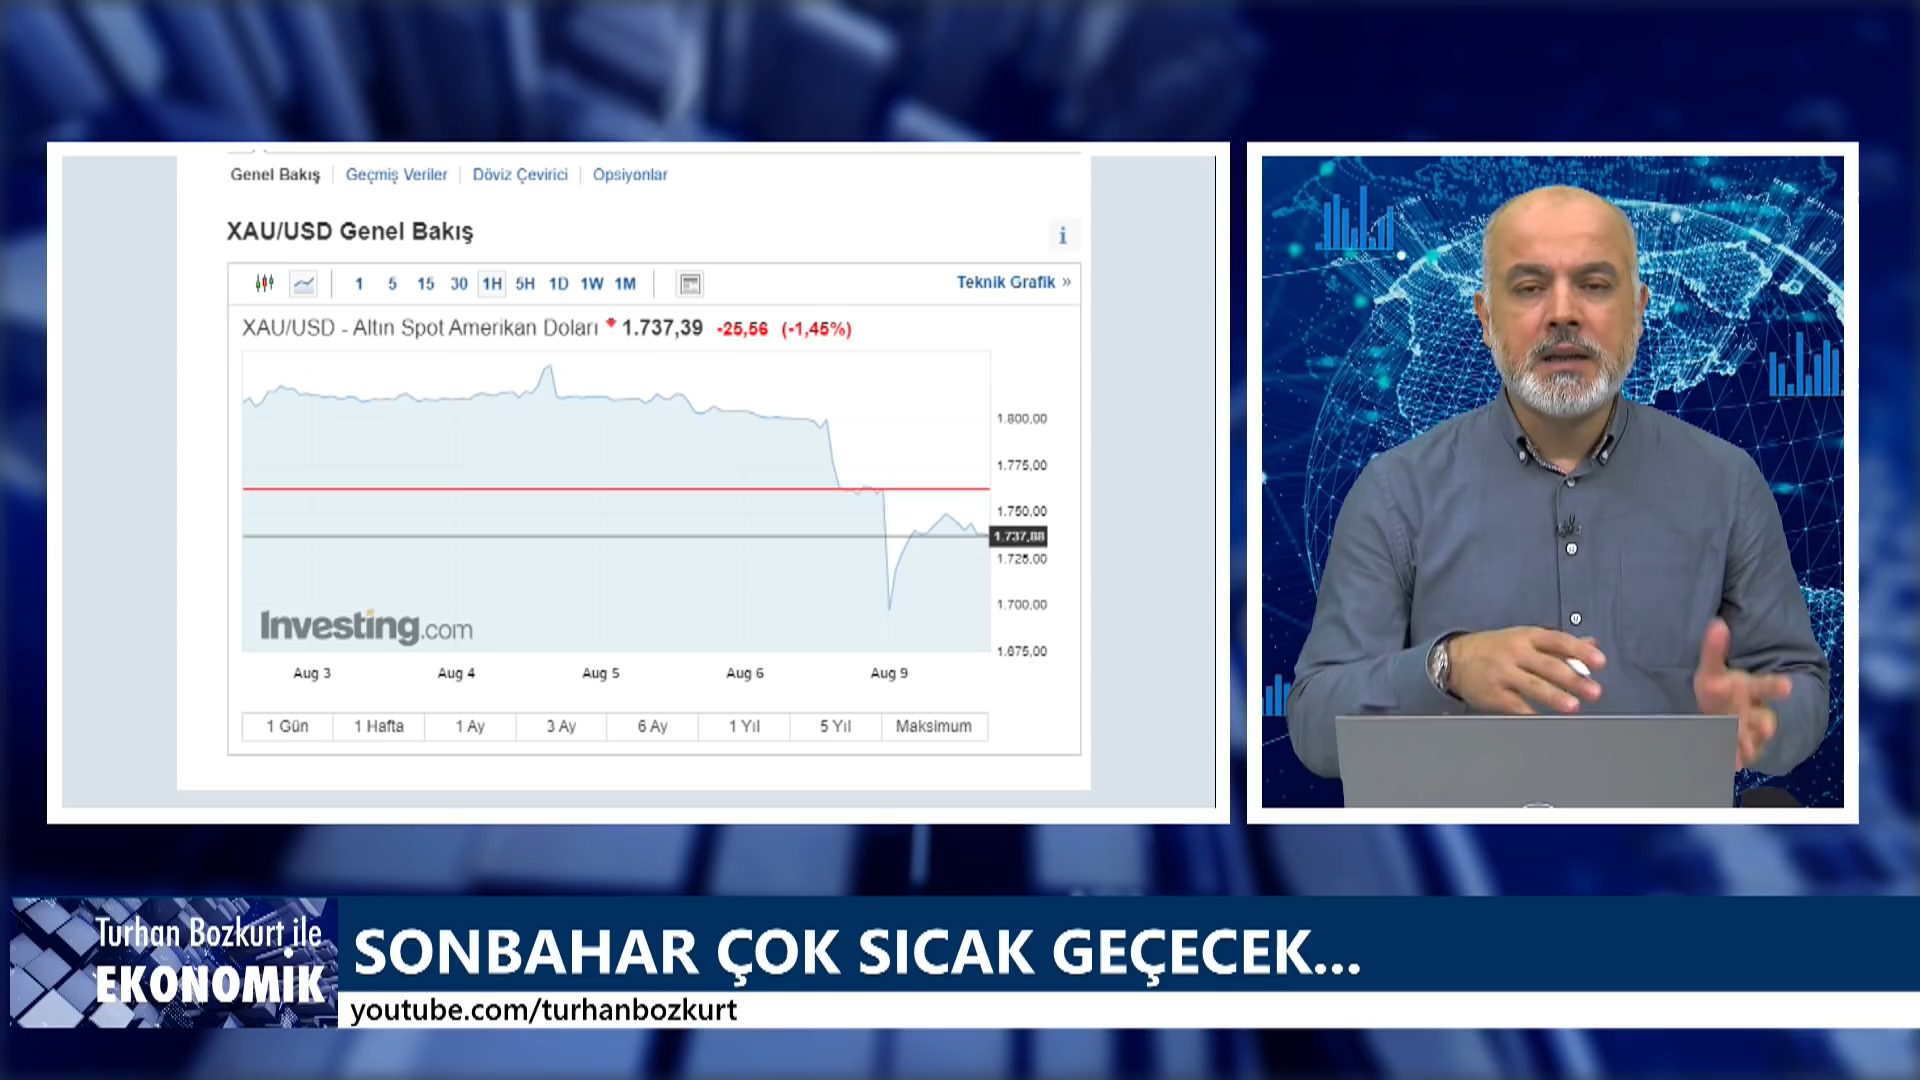 Genel Bakış Geçmiş Veriler Döviz Çevirici Opsiyonlar
XAU/USD Genel Bakış
i
1 5 15 30 1H 5H 1D 1W 1M Teknik Grafik »
XAU/USD - Altın Spot Amerikan Doları 1.737,39 -25,56 (-1,45%)
1.800,00
1.775,00
1.750,00
1.737,88
1.725,00
1.700,00
1.675,00
Investing.com
Aug 3 Aug 4 Aug 5 Aug 6 Aug 9
1 Gün 1 Hafta 1 Ay 3 Ay 6 Ay 1 Yıl 5 Yıl Maksimum
Turhan Bozkurt ile
EKONOMİK
SONBAHAR ÇOK SICAK GEÇECEK...
youtube.com/turhanbozkurt